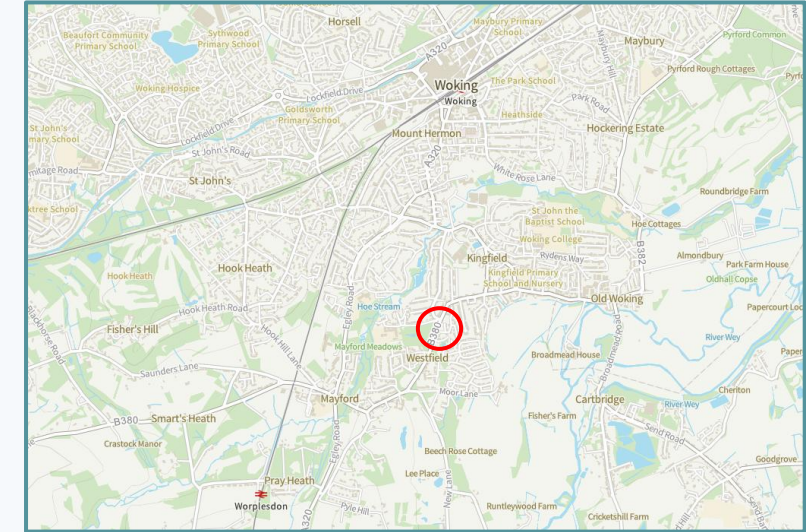 Horsell
Maybury Primary
School
Beaufort Community
Primary School
Sythwood
Primary School
A320
Maybury
Maybury Hill
Pyrford Common
Woking Hospice
Woking
Woking
The Park School
Pyrford Rough Cottages
Lockfield Drive
Goldsworth
Primary School
Heathside
Park Road
St John's
Lockfield Drive
Mount Hermon
Hockering Estate
St John's Road
A320
White Rose Lane
St John's
Roundbridge Farm
St John the
Baptist School
Hoe Cottages
Woking College
B382
Kingfield
Rydens Way
Almondbury
Park Farm House
Hook Heath
Hook Heath
Kingfield Primary
School and Nursery
Oldhall Copse
Egley Road
Hoe Stream
Old Woking
Hook Heath Road
Papercourt Loc
Blackhorse Road
Fisher's Hill
Hook Hill Lane
B380
Mayford Meadows
Westfield
Broadmead House
Broadmead Road
River Wey
Paper
Saunders Lane
Moor Lane
Cheriton
Mayford
Cartbridge
River Wey
B380
Smart's Heath
Fisher's Farm
Send Road
Crastock Manor
Egley Road
Beech Rose Cottage
Goodgrove
Lee Place
Pray Heath
New Lane
Worplesdon
Pyle Hill
Runtleywood Farm
A320
Cricketshill Farm